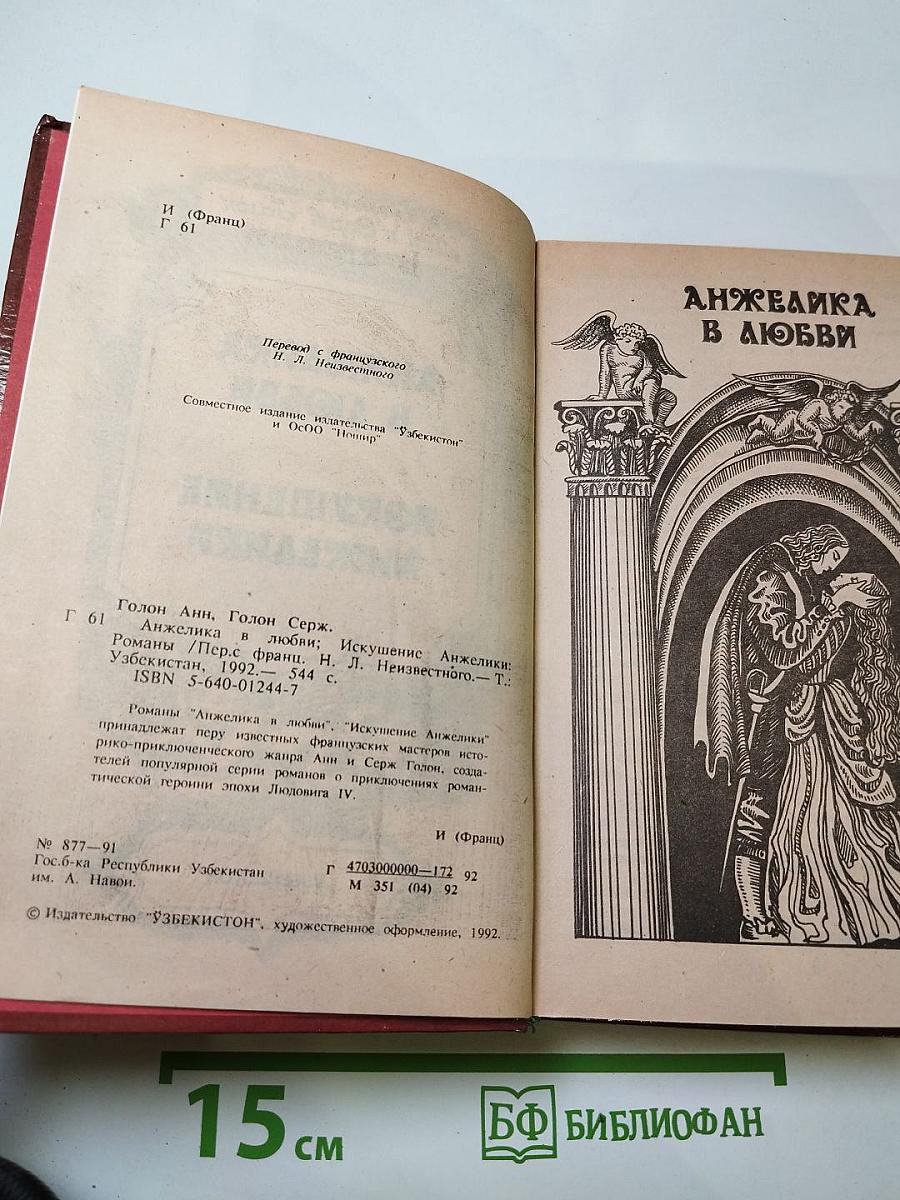 И (Франц)
Г 61
Перевод с французского
Н. Л. Неизвестного
Совместное издание издательства "Ўзбекистон"
и ОсОО "Ношир"
Голон Анн, Голон Серж.
Г 61 Анжелика в любви; Искушение Анжелики:
Романы /Пер.с франц. Н. Л. Неизвестного.— Т.:
Узбекистан, 1992.— 544 с.
ISBN 5-640-01244-7
Романы "Анжелика в любви", "Искушение Анжелики"
принадлежат перу известных французских мастеров исто-
рико-приключенческого жанра Анн и Серж Голон, созда-
телей популярной серии романов о приключениях роман-
тической героини эпохи Людовига IV.
И (Франц)
№ 877—91
Гос.б-ка Республики Узбекистан
им. А. Навои.
Г 4703000000—172 92
М 351 (04) 92
© Издательство "ЎЗБЕКИСТОН", художественное оформление, 1992.
АНЖЕЛИКА
В ЛЮБВИ
15 см
БФ БИБЛИОФАН